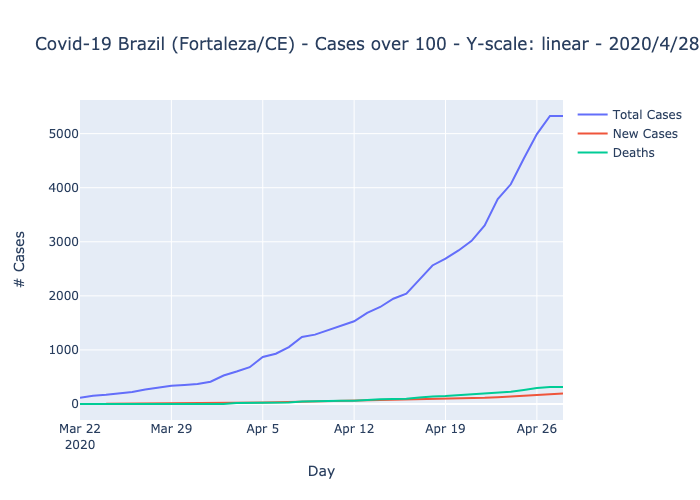 Covid-19 Brazil (Fortaleza/CE) - Cases over 100 - Y-scale: linear - 2020/4/28
Total Cases
New Cases
Deaths
# Cases
5000
4000
3000
2000
1000
0
Mar 22 Mar 29 Apr 5 Apr 12 Apr 19 Apr 26
2020
Day